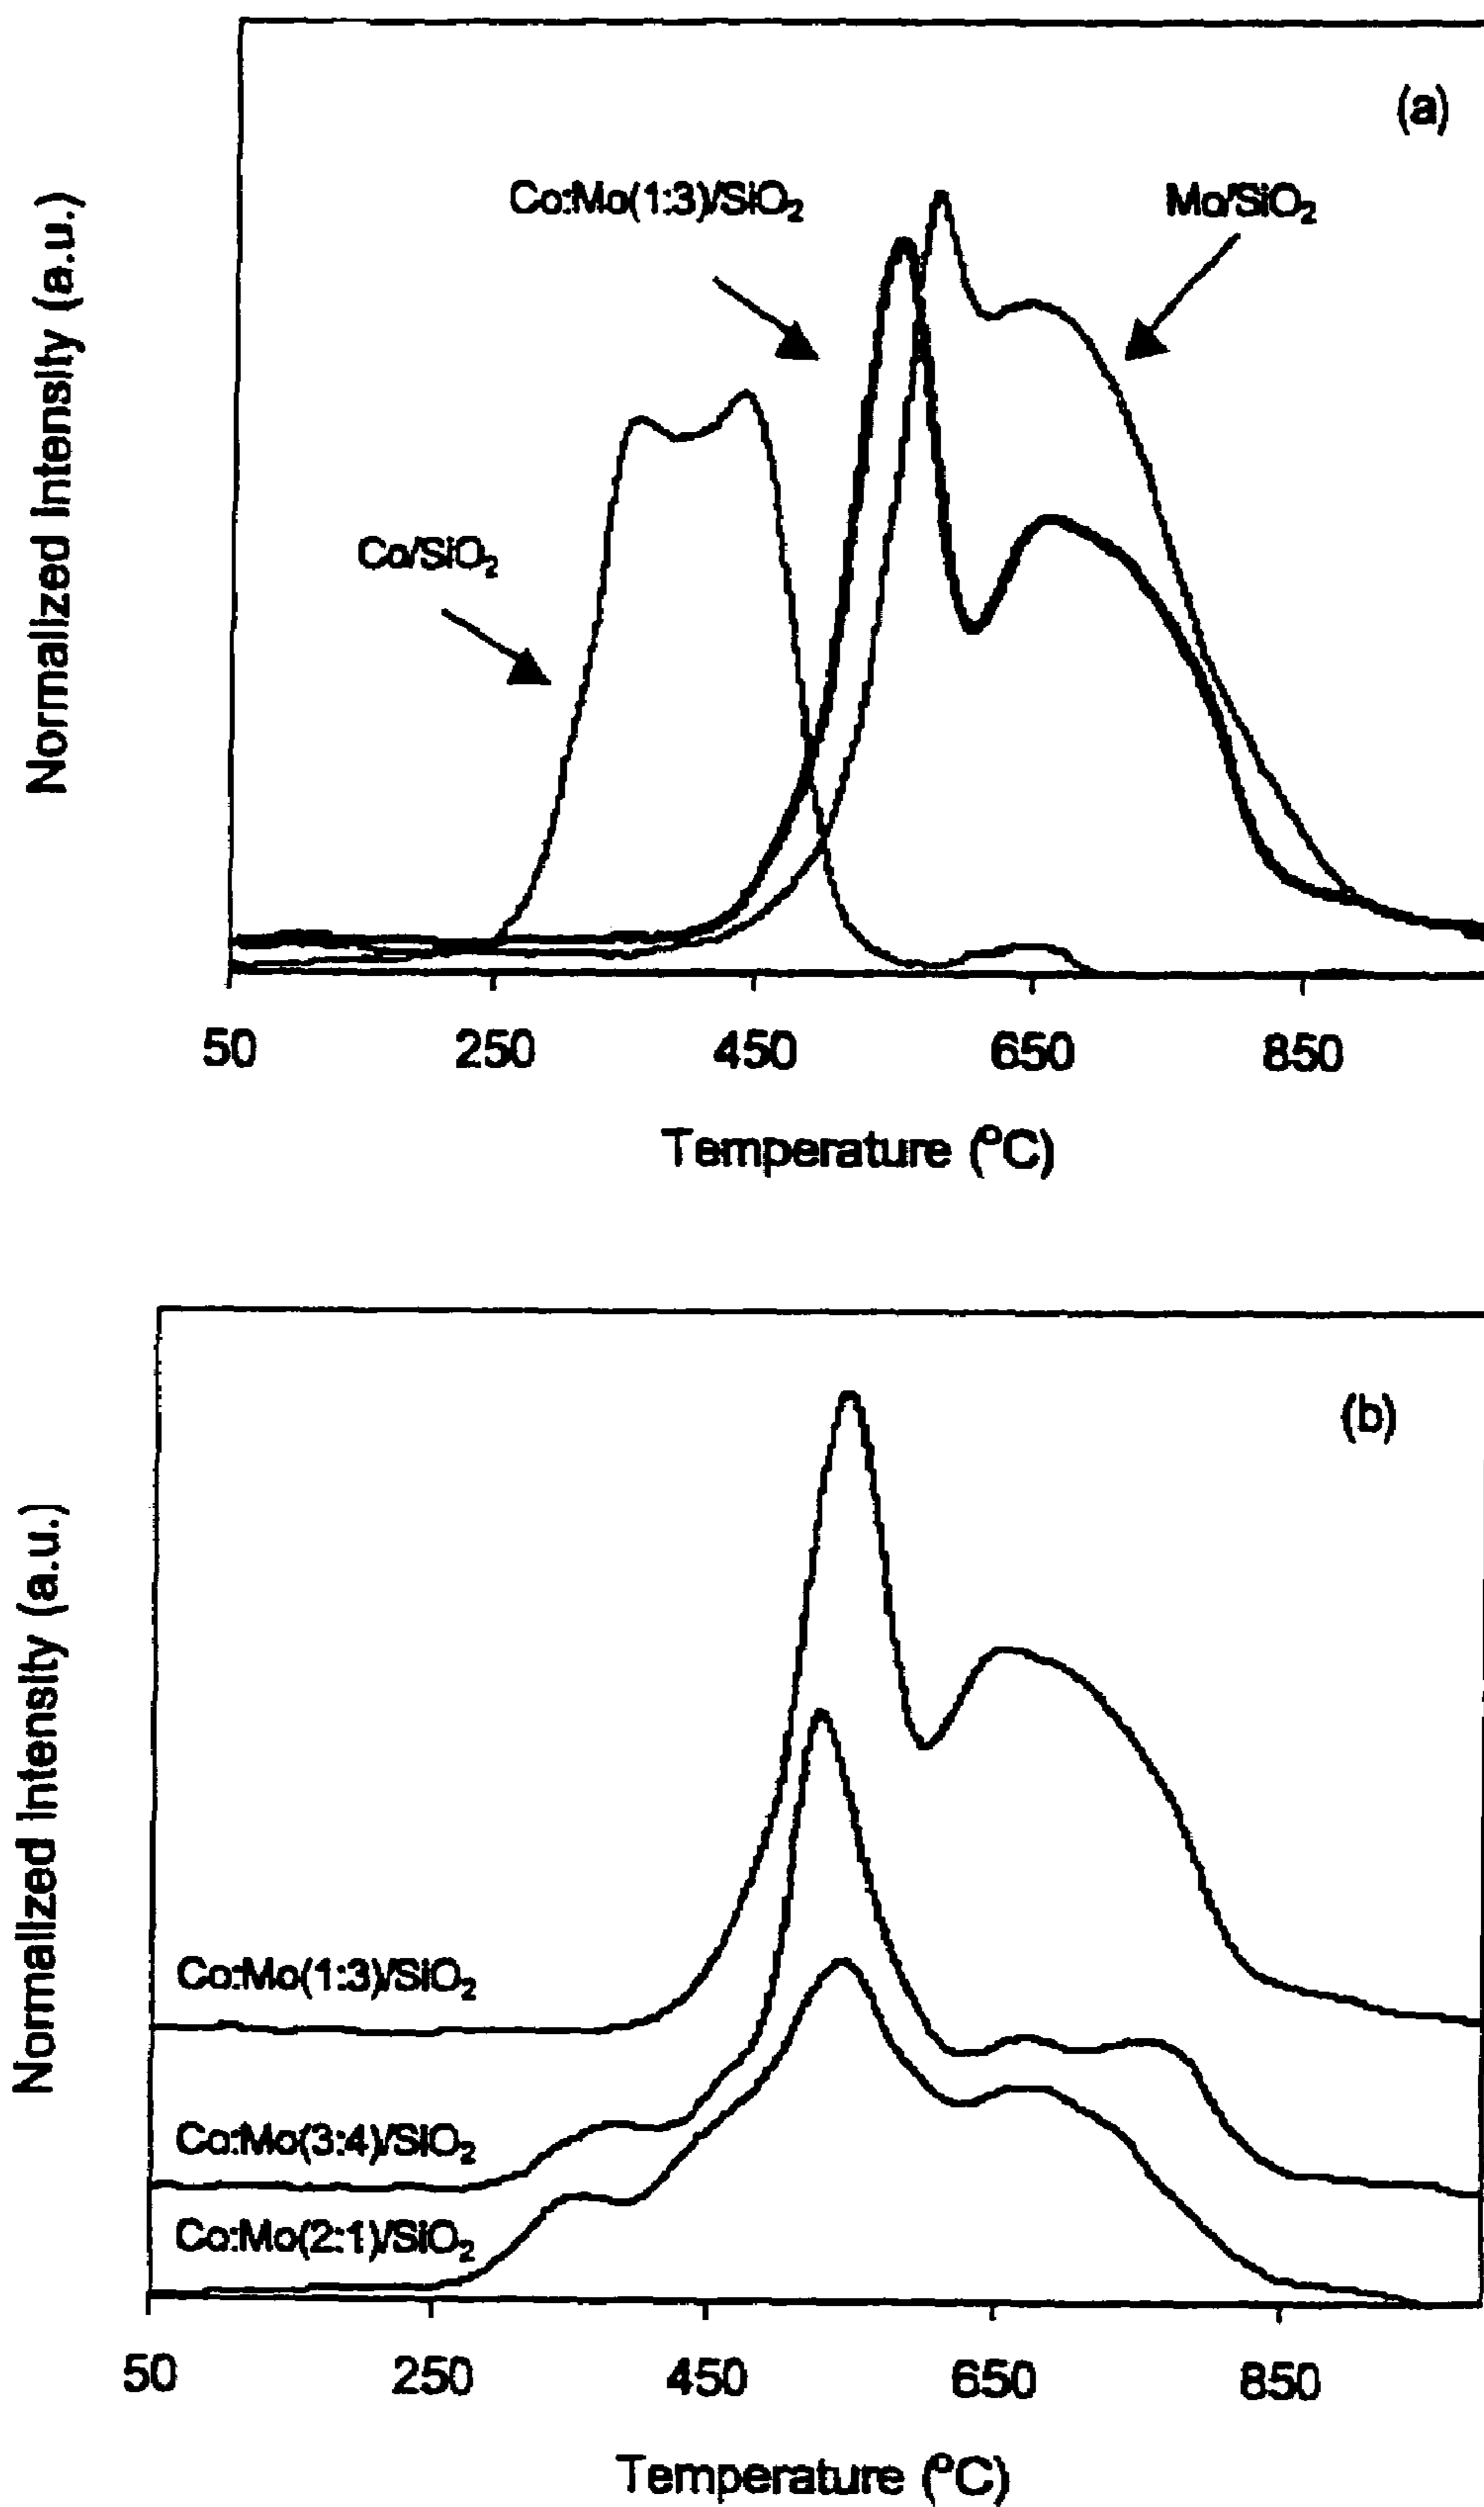 (a)
Co:Mo(1:3)/SiO₂
Mo/SiO₂
Co/SiO₂
Normalized Intensity (a.u.)
50 250 450 650 850
Temperature (°C)
(b)
Normalized Intensity (a.u.)
Co:Mo(1:3)/SiO₂
Co:Mo(3:4)/SiO₂
Co:Mo(2:1)/SiO₂
50 250 450 650 850
Temperature (°C)